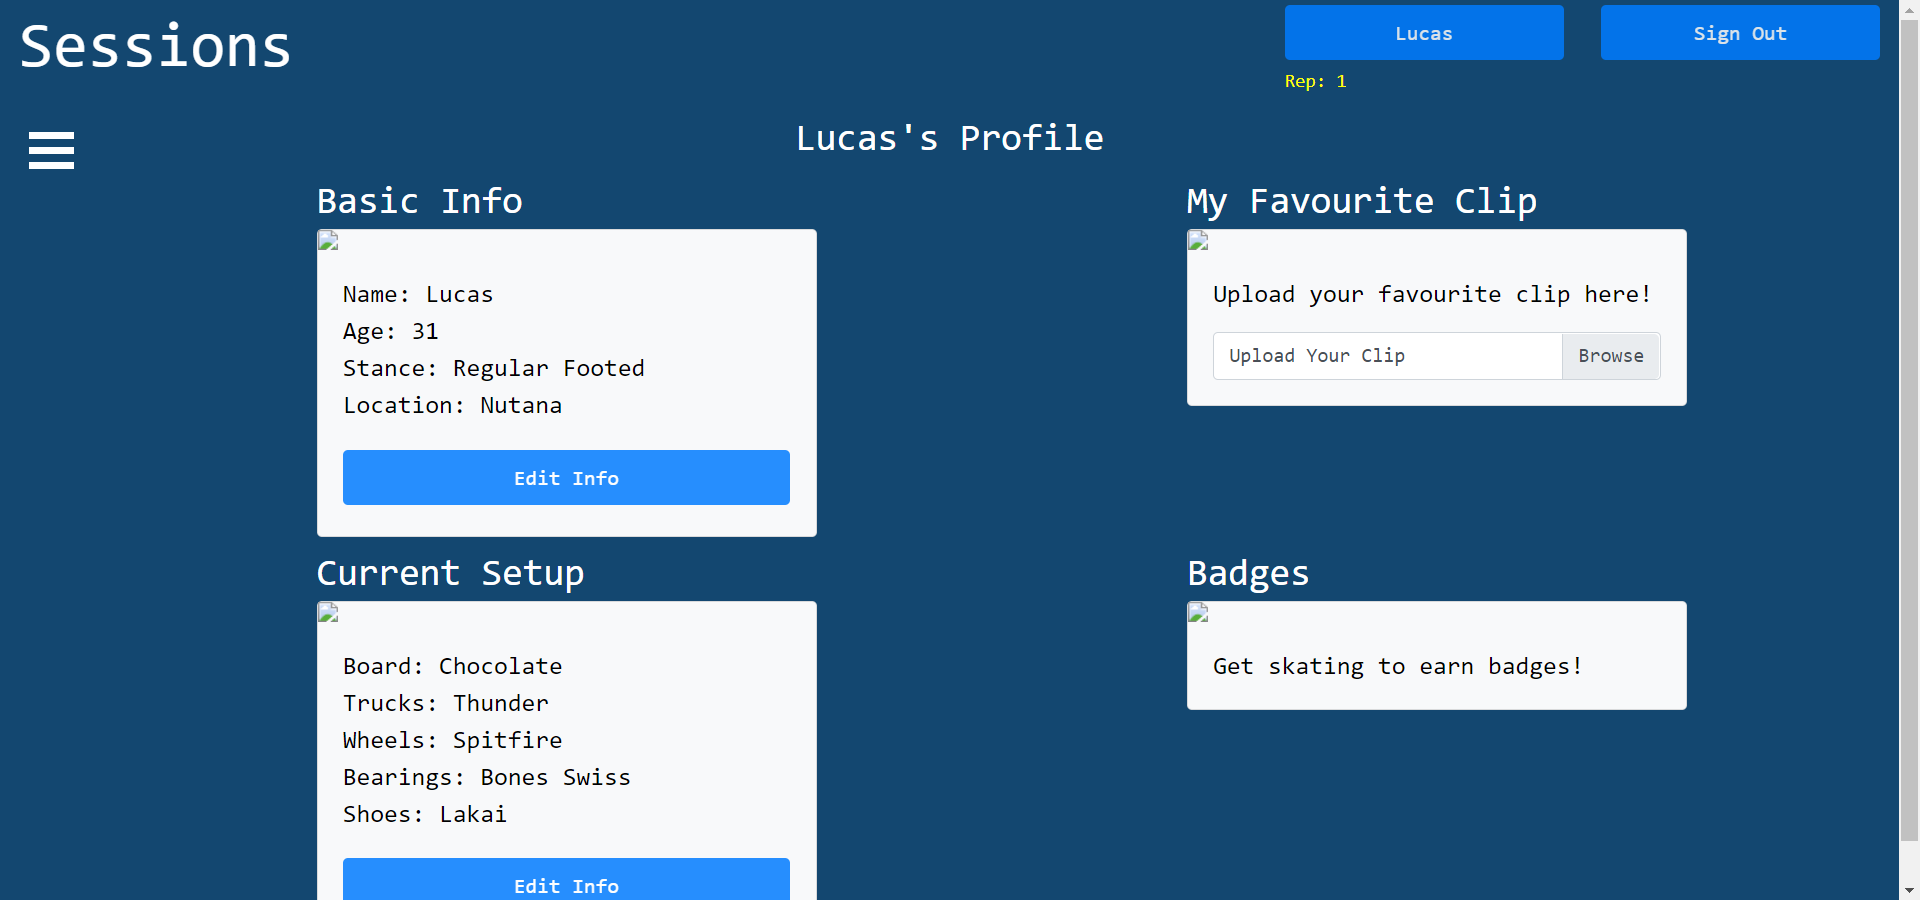 Sessions
Lucas
Sign Out
Rep: 1
Lucas's Profile
Basic Info
Name: Lucas
Age: 31
Stance: Regular Footed
Location: Nutana
Edit Info
My Favourite Clip
Upload your favourite clip here!
Upload Your Clip
Browse
Current Setup
Board: Chocolate
Trucks: Thunder
Wheels: Spitfire
Bearings: Bones Swiss
Shoes: Lakai
Edit Info
Badges
Get skating to earn badges!